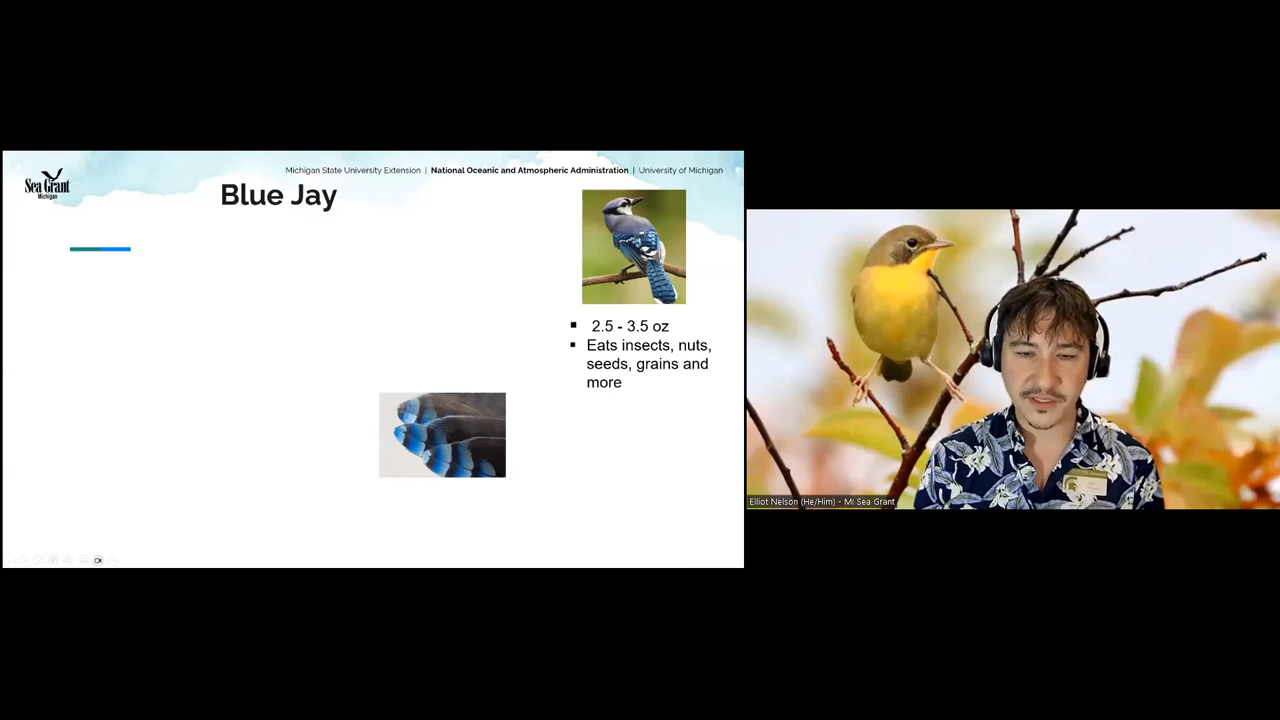 Michigan State University Extension | National Oceanic and Atmospheric Administration | University of Michigan
Sea Grant
Michigan
Blue Jay
▪ 2.5 - 3.5 oz
▪ Eats insects, nuts,
seeds, grains and
more
Elliot Nelson (He/Him) - MI Sea Grant